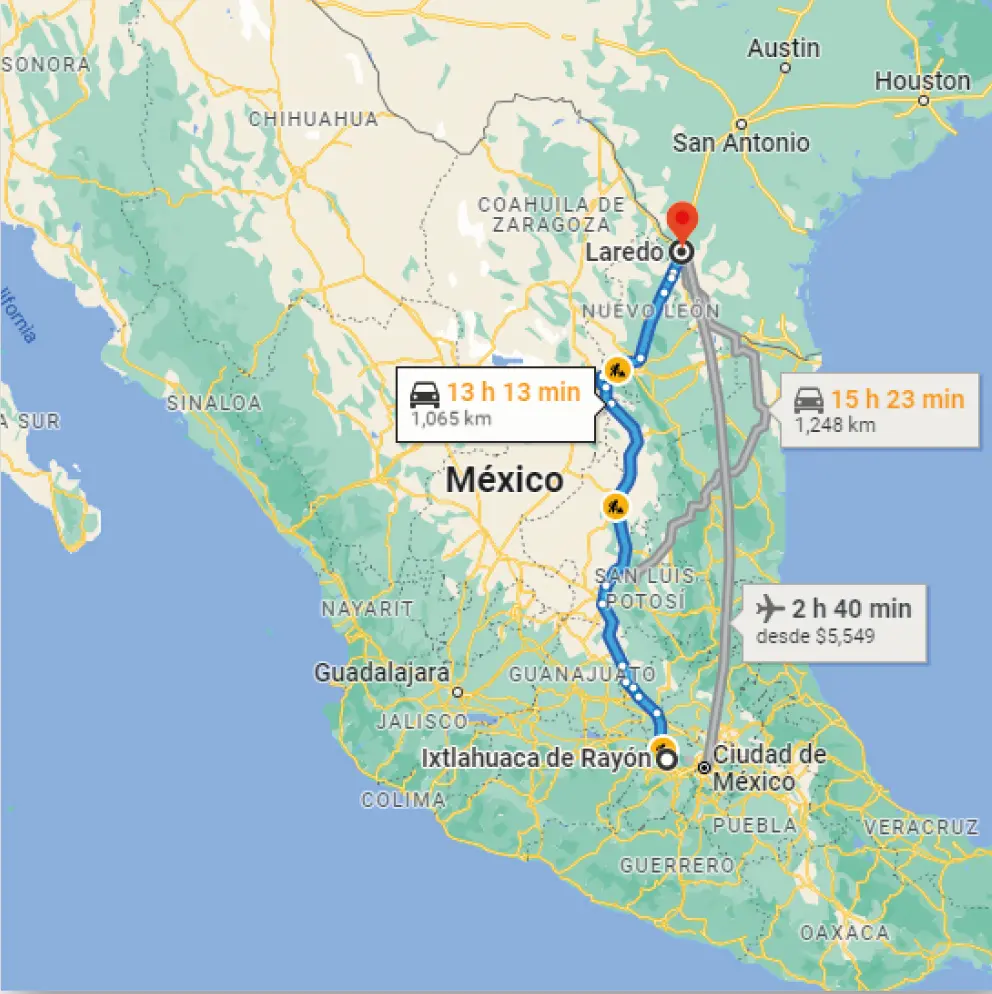 Austin
SONORA
Houston
CHIHUAHUA
San Antonio
COAHUILA DE
ZARAGOZA
Laredo
lifornia
NUEVO LEÓN
13 h 13 min
1,065 km
15 h 23 min
1,248 km
SINALOA
A SUR
México
SAN LUIS
POTOSÍ
NAYARIT
2 h 40 min
desde $5,549
Guadalajara
GUANAJUATO
JALISCO
Ixtlahuaca de Rayón
Ciudad de
México
COLIMA
PUEBLA
VERACRUZ
GUERRERO
OAXACA